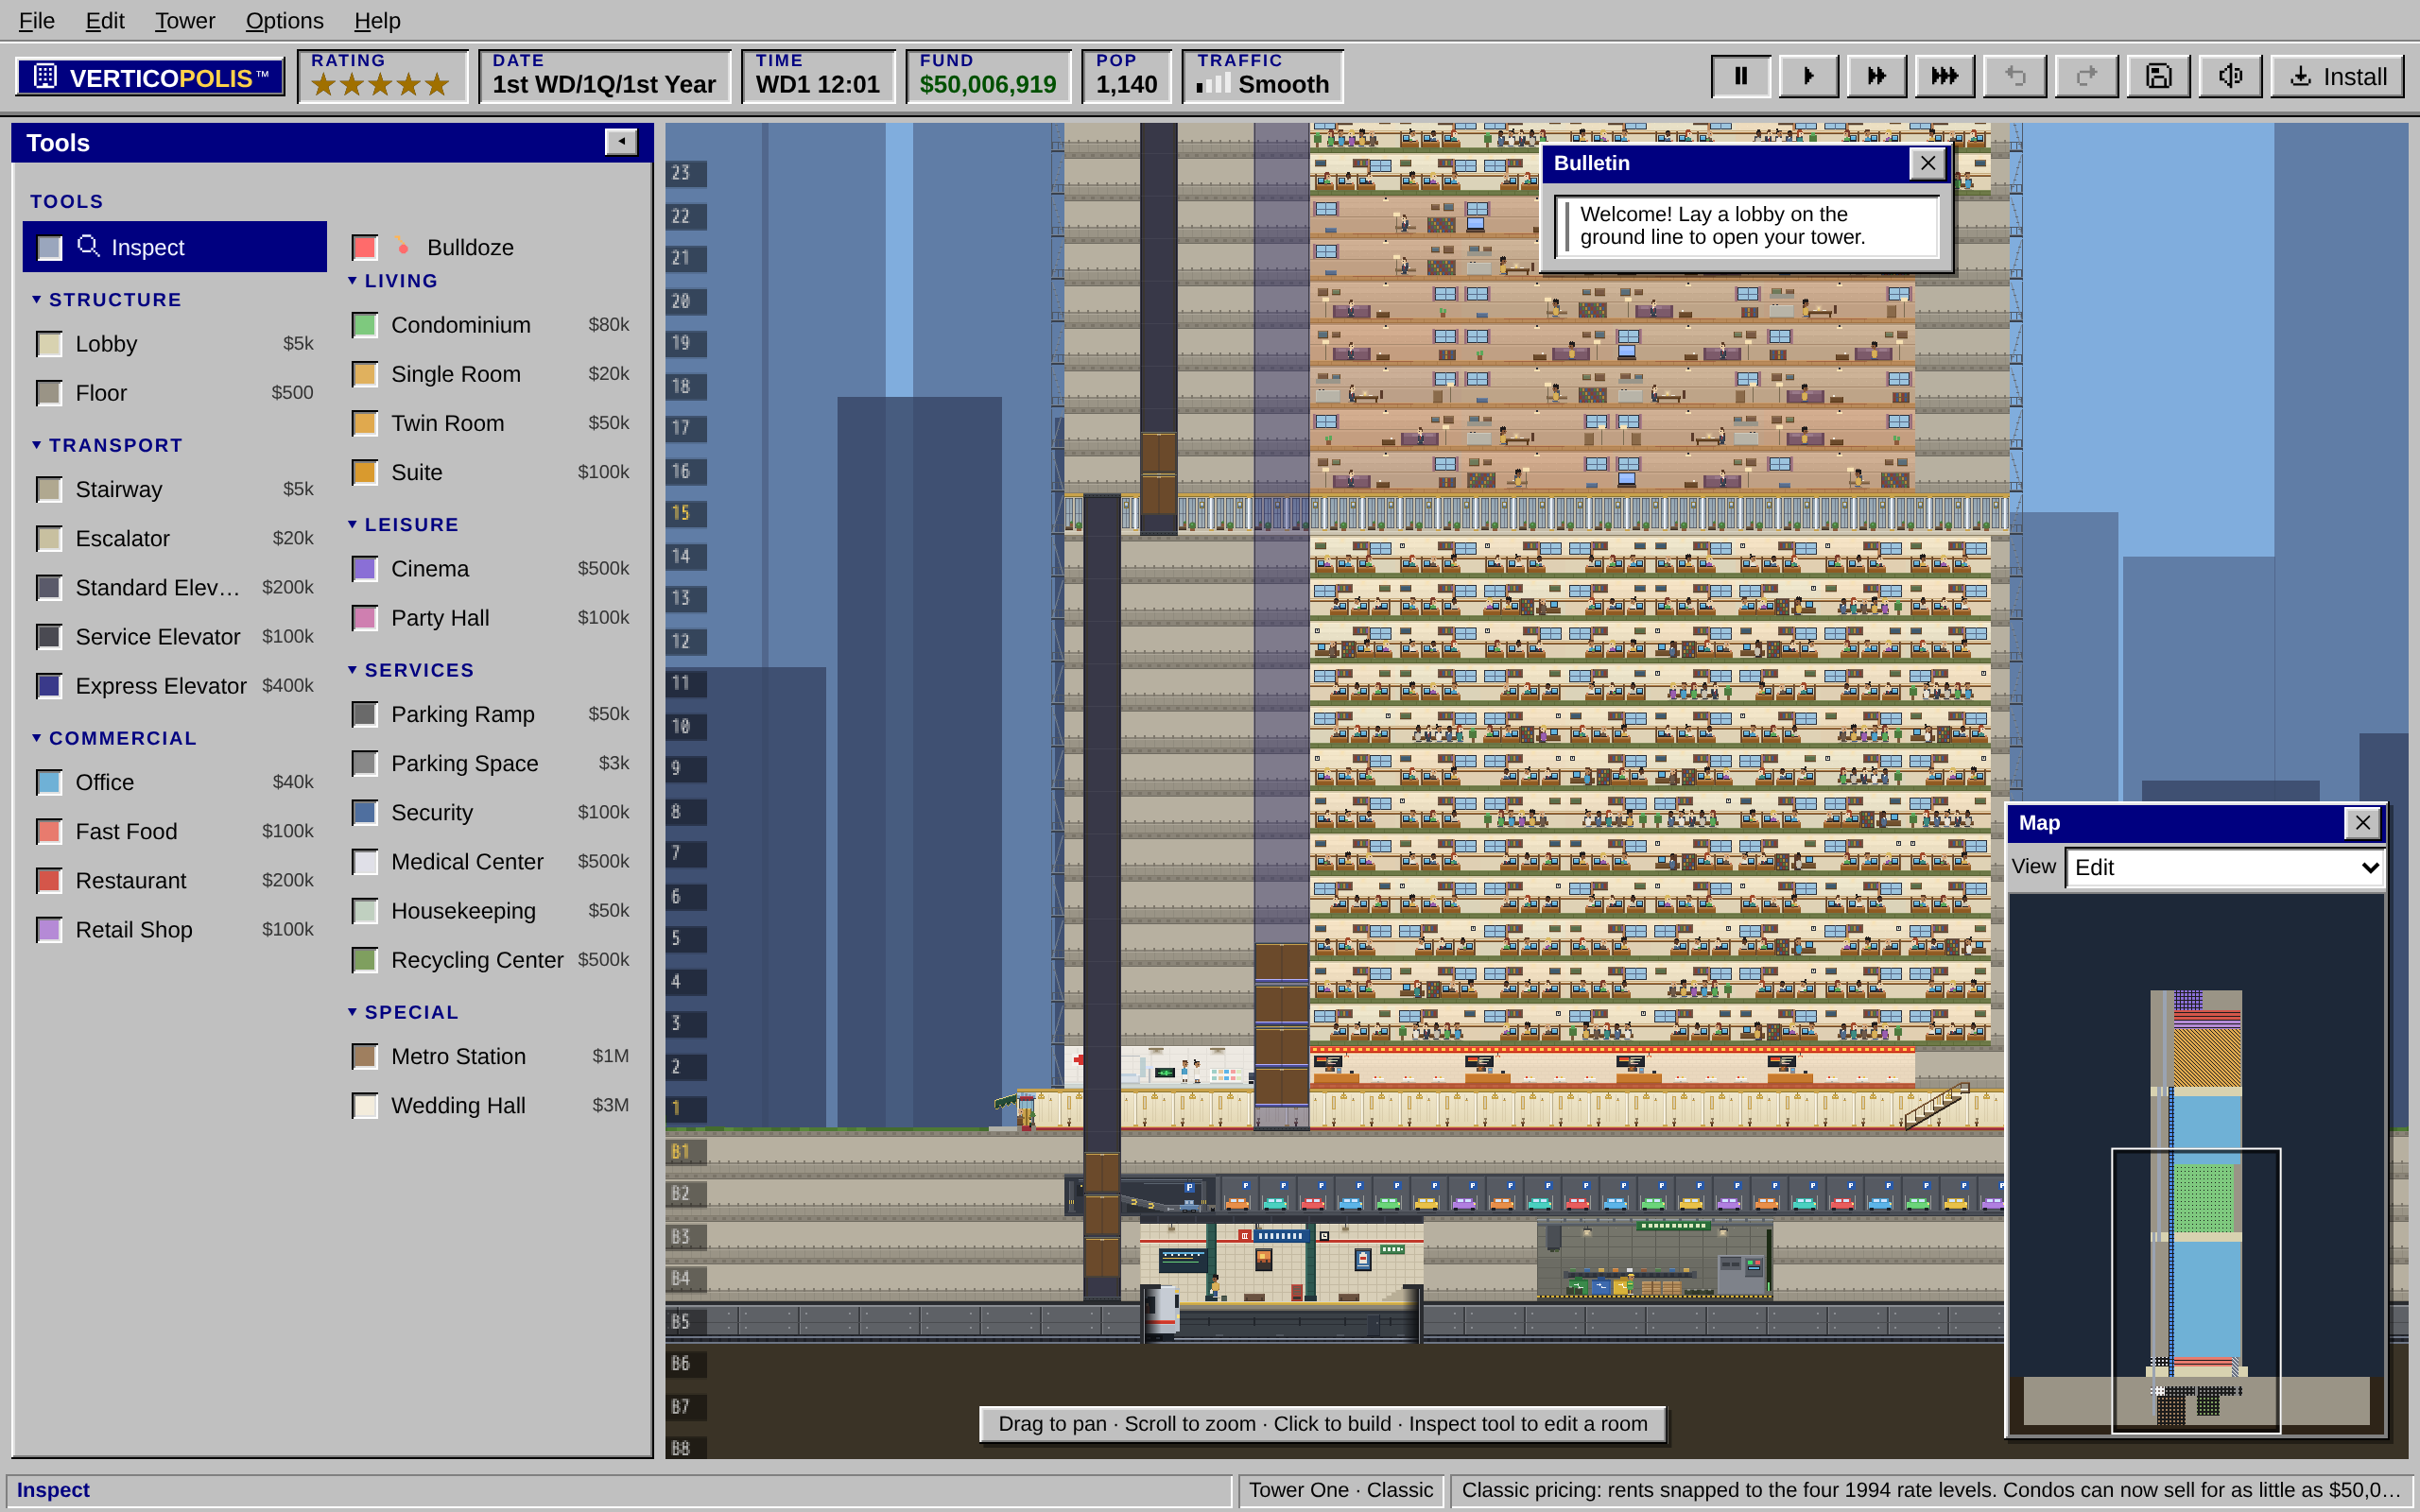 File Edit Tower Options Help
VERTICOPOLIS™
RATING
★★★★★
DATE
1st WD/1Q/1st Year
TIME
WD1 12:01
FUND
$50,006,919
POP
1,140
TRAFFIC
Smooth
Install
Tools
TOOLS
Inspect
Bulldoze
STRUCTURE
Lobby $5k
Floor $500
TRANSPORT
Stairway $5k
Escalator $20k
Standard Elev… $200k
Service Elevator $100k
Express Elevator $400k
COMMERCIAL
Office $40k
Fast Food $100k
Restaurant $200k
Retail Shop $100k
LIVING
Condominium $80k
Single Room $20k
Twin Room $50k
Suite $100k
LEISURE
Cinema $500k
Party Hall $100k
SERVICES
Parking Ramp $50k
Parking Space $3k
Security $100k
Medical Center $500k
Housekeeping $50k
Recycling Center $500k
SPECIAL
Metro Station $1M
Wedding Hall $3M
23
22
21
20
19
18
17
16
15
14
13
12
11
10
9
8
7
6
5
4
3
2
1
B1
B2
B3
B4
B5
B6
B7
B8
Bulletin
Welcome! Lay a lobby on the
ground line to open your tower.
Map
View Edit
Drag to pan · Scroll to zoom · Click to build · Inspect tool to edit a room
Inspect
Tower One · Classic
Classic pricing: rents snapped to the four 1994 rate levels. Condos can now sell for as little as $50,0…